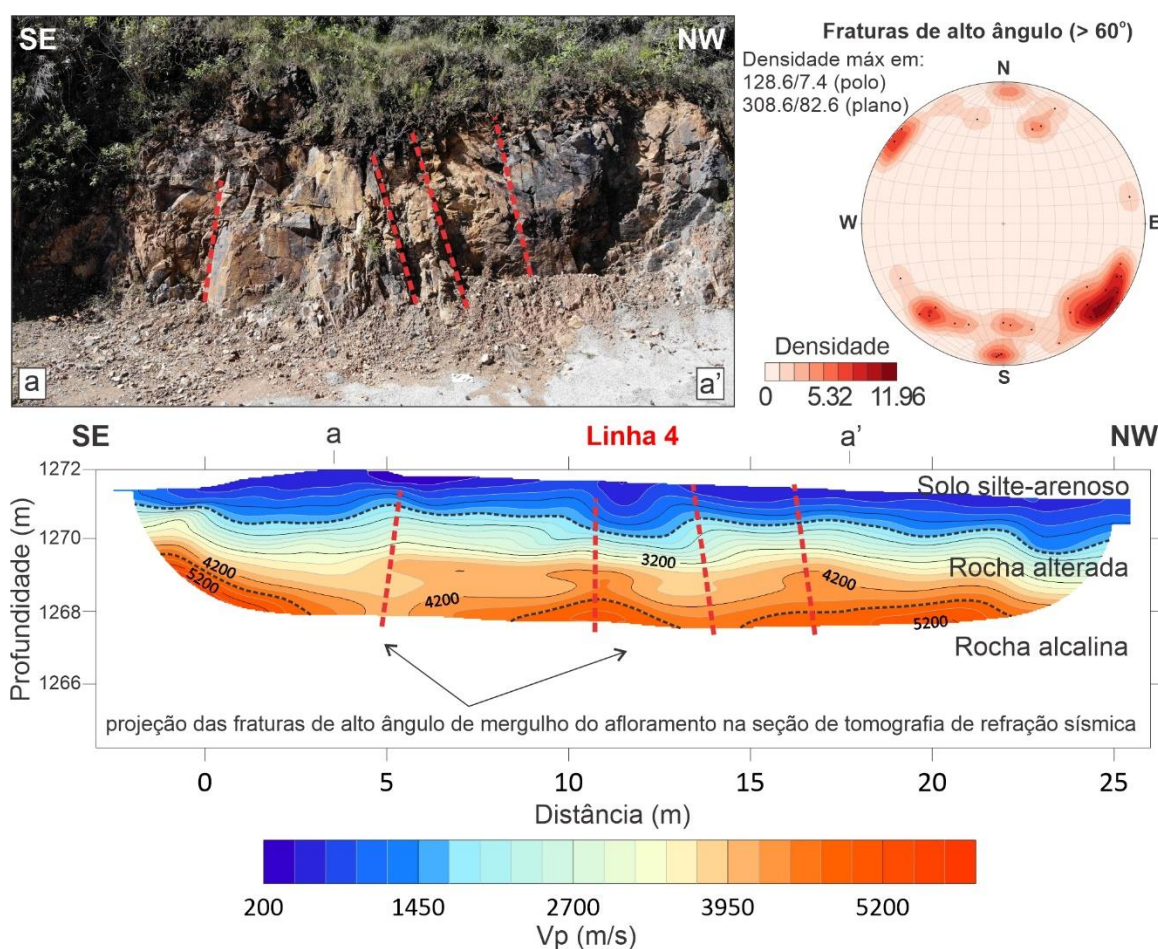 SE
NW
a
a'
Fraturas de alto ângulo (> 60°)
Densidade máx em:
128.6/7.4 (polo)
308.6/82.6 (plano)
N
W
E
S
Densidade
0 5.32 11.96
SE
a
Linha 4
a'
NW
Profundidade (m)
1272
1270
1268
1266
Solo silte-arenoso
Rocha alterada
Rocha alcalina
4200
5200
4200
3200
4200
5200
projeção das fraturas de alto ângulo de mergulho do afloramento na seção de tomografia de refração sísmica
0 5 10 15 20 25
Distância (m)
200 1450 2700 3950 5200
Vp (m/s)